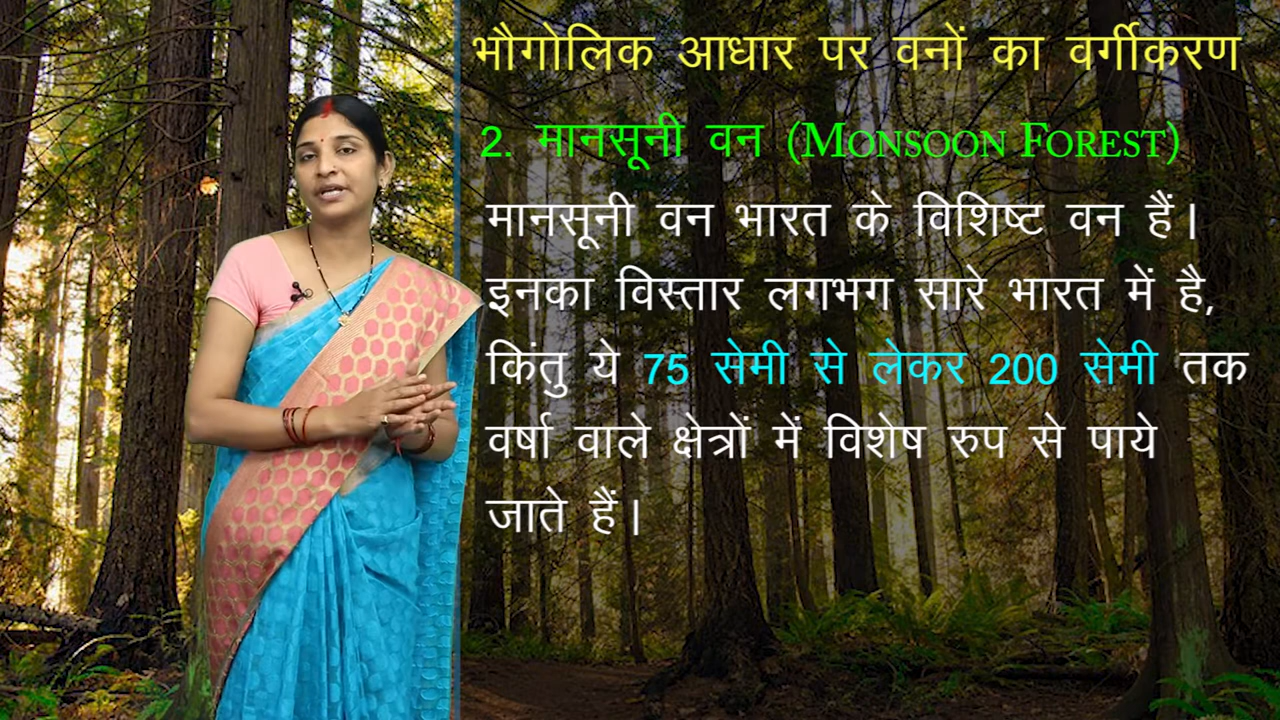 भौगोलिक आधार पर वनों का वर्गीकरण
2. मानसूनी वन (MONSOON FOREST)
मानसूनी वन भारत के विशिष्ट वन हैं।
इनका विस्तार लगभग सारे भारत में है,
किंतु ये 75 सेमी से लेकर 200 सेमी तक
वर्षा वाले क्षेत्रों में विशेष रुप से पाये
जाते हैं।